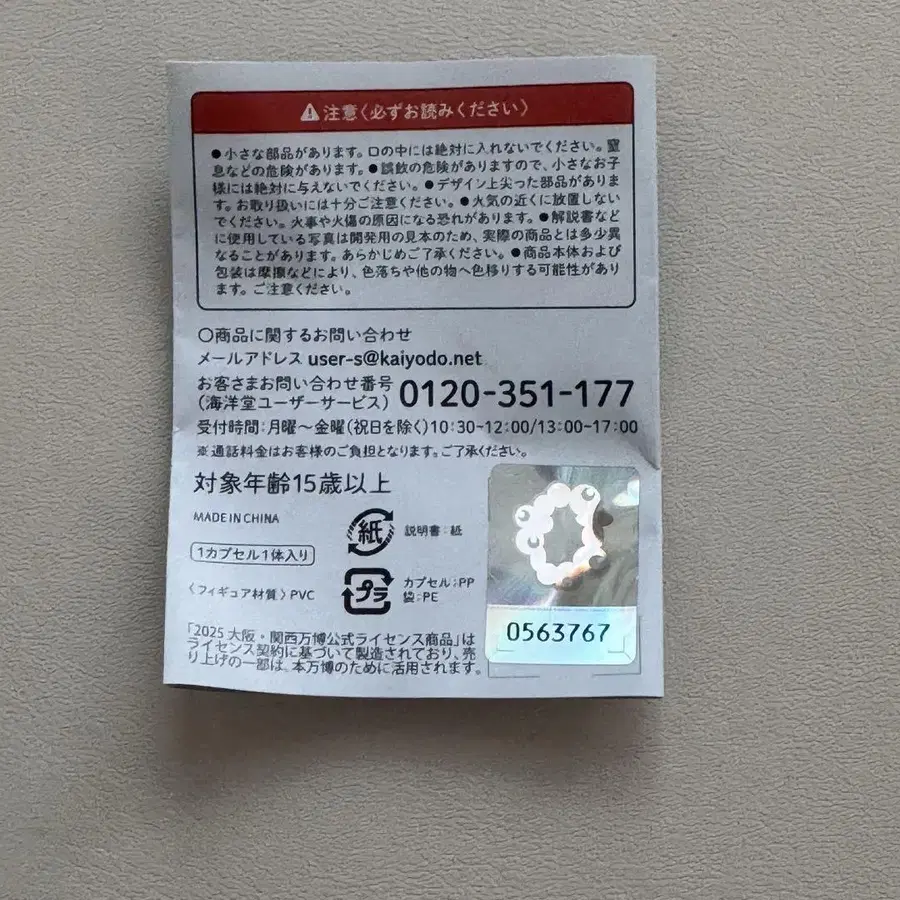 ⚠注意〈必ずお読みください〉
●小さな部品があります。口の中には絶対に入れないでください。窒
息などの危険があります。●誤飲の危険がありますので、小さなお子
様には絶対に与えないでください。●デザイン上尖った部品がありま
す。お取り扱いには十分ご注意ください。●火気の近くに放置しない
でください。火事や火傷の原因になる恐れがあります。●解説書など
に使用している写真は開発用の見本のため、実際の商品とは多少異
なることがあります。あらかじめご了承ください。●商品本体および
包装は摩擦などにより、色落ちや他の物へ色移りする可能性があり
ます。ご注意ください。
〇商品に関するお問い合わせ
メールアドレス user-s@kaiyodo.net
お客さまお問い合わせ番号
(海洋堂ユーザーサービス) 0120-351-177
受付時間:月曜〜金曜(祝日を除く)10:30-12:00/13:00-17:00
※通話料金はお客様のご負担となります。ご了承ください。
対象年齢15歳以上
MADE IN CHINA
紙 説明書:紙
1カプセル1体入り
プラ カプセル:PP
袋:PE
〈フィギュア材質〉PVC
「2025 大阪・関西万博公式ライセンス商品」は
ライセンス契約に基づいて製造されており、売
り上げの一部は、本万博のために活用されます。
0563767